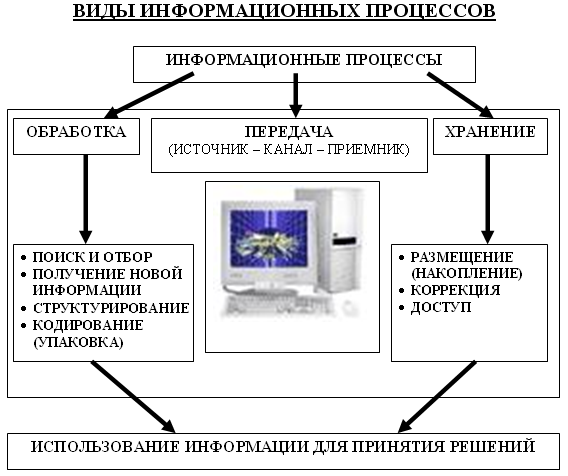 ВИДЫ ИНФОРМАЦИОННЫХ ПРОЦЕССОВ
ИНФОРМАЦИОННЫЕ ПРОЦЕССЫ
ОБРАБОТКА
ПЕРЕДАЧА
(ИСТОЧНИК – КАНАЛ – ПРИЕМНИК)
ХРАНЕНИЕ
• ПОИСК И ОТБОР
• ПОЛУЧЕНИЕ НОВОЙ
ИНФОРМАЦИИ
• СТРУКТУРИРОВАНИЕ
• КОДИРОВАНИЕ
(УПАКОВКА)
• РАЗМЕЩЕНИЕ
(НАКОПЛЕНИЕ)
• КОРРЕКЦИЯ
• ДОСТУП
ИСПОЛЬЗОВАНИЕ ИНФОРМАЦИИ ДЛЯ ПРИНЯТИЯ РЕШЕНИЙ